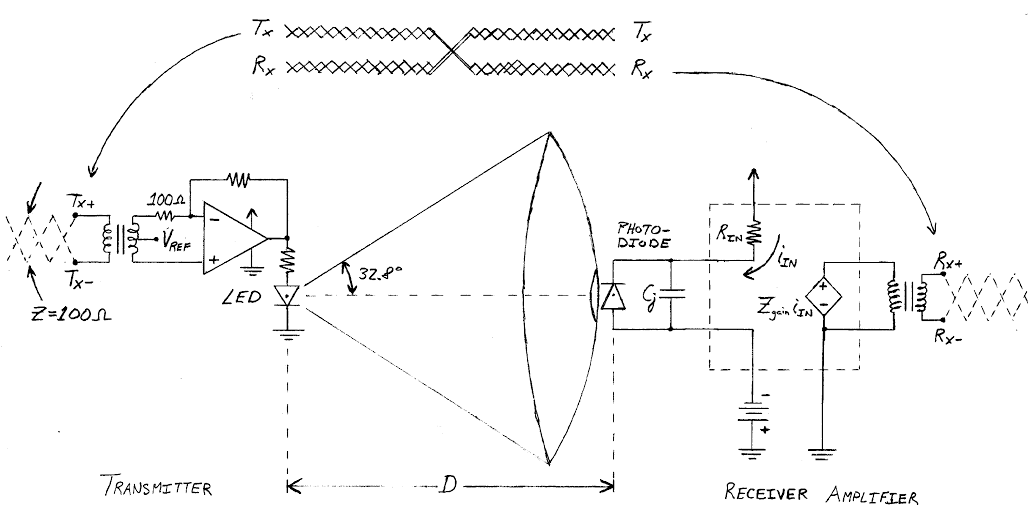 Tx Tx
Rx Rx
Tx+
100Ω
VREF
Tx-
Z=100Ω
-
+
LED
32.8°
PHOTO-
DIODE
Cj
RIN
iIN
+
-
Zgain iIN
Rx+
Rx-
-
+
D
TRANSMITTER
RECEIVER AMPLIFIER